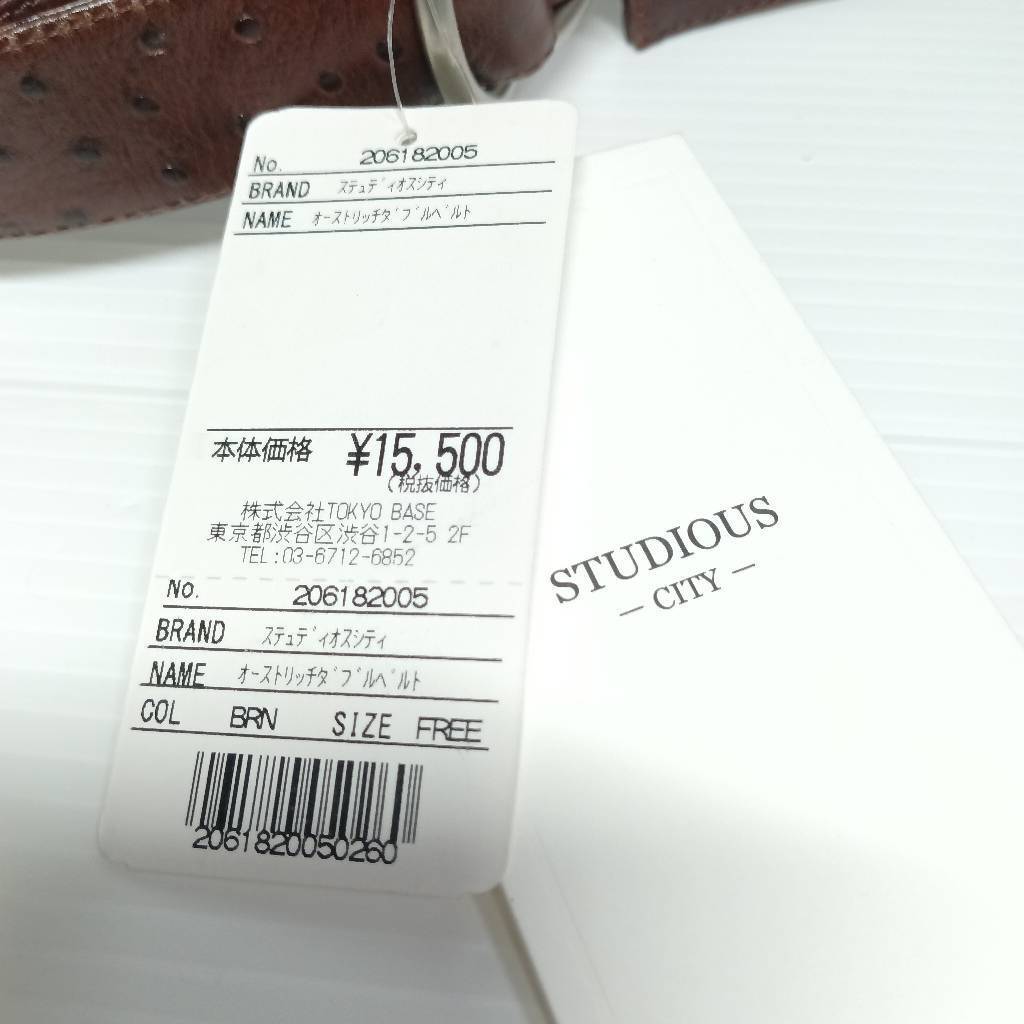 No. 206182005
BRAND ｽﾃｭﾃﾞｨｵｽｼﾃｨ
NAME ｵｰｽﾄﾘｯﾁﾀﾞﾌﾞﾙﾍﾞﾙﾄ
本体価格 ¥15,500
(税抜価格)
株式会社TOKYO BASE
東京都渋谷区渋谷1-2-5 2F
TEL:03-6712-6852
No. 206182005
BRAND ｽﾃｭﾃﾞｨｵｽｼﾃｨ
NAME ｵｰｽﾄﾘｯﾁﾀﾞﾌﾞﾙﾍﾞﾙﾄ
COL BRN SIZE FREE
2061820050260
STUDIOUS
— CITY —